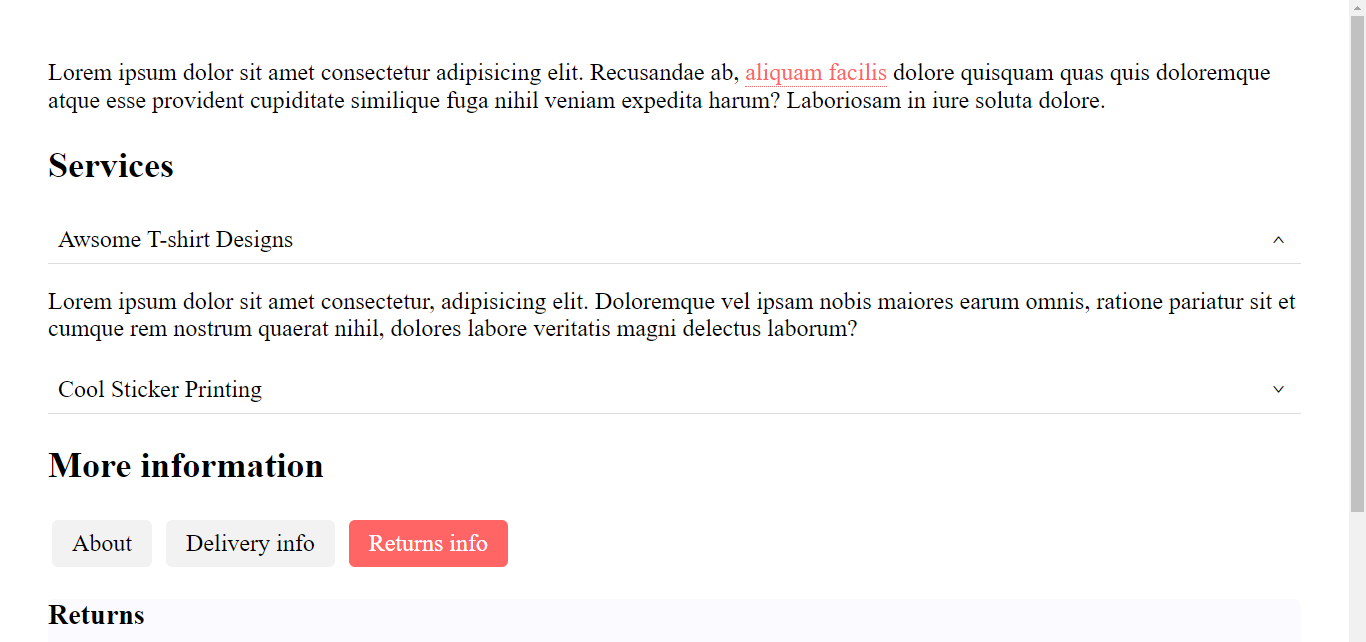 Lorem ipsum dolor sit amet consectetur adipisicing elit. Recusandae ab, aliquam facilis dolore quisquam quas quis doloremque
atque esse provident cupiditate similique fuga nihil veniam expedita harum? Laboriosam in iure soluta dolore.
Services
Awsome T-shirt Designs
Lorem ipsum dolor sit amet consectetur, adipisicing elit. Doloremque vel ipsam nobis maiores earum omnis, ratione pariatur sit et
cumque rem nostrum quaerat nihil, dolores labore veritatis magni delectus laborum?
Cool Sticker Printing
More information
About Delivery info Returns info
Returns